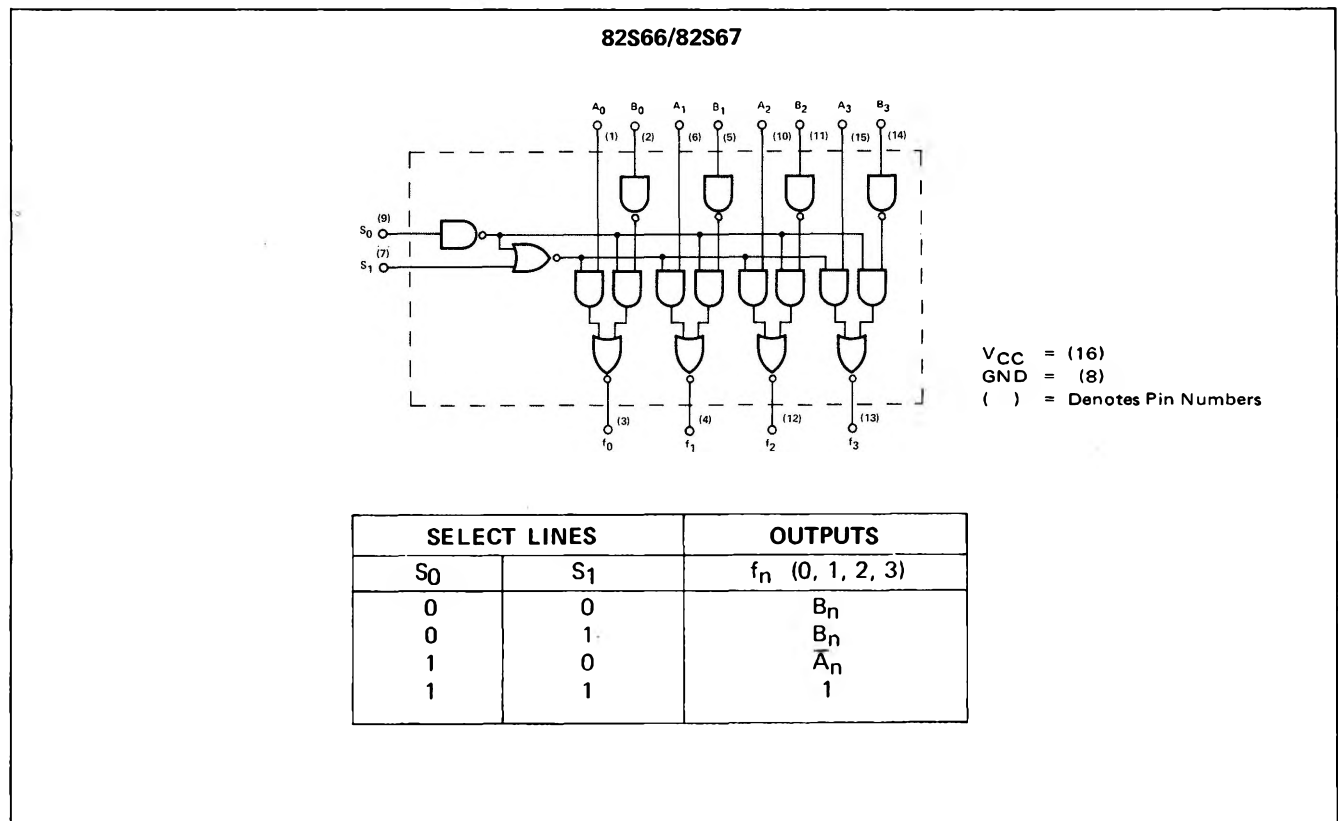 82S66/82S67
A0 B0 A1 B1 A2 B2 A3 B3
(1) (2) (6) (5) (10) (11) (15) (14)
(9)
S0
(7)
S1
VCC = (16)
GND = (8)
( ) = Denotes Pin Numbers
(3) (4) (12) (13)
f0 f1 f2 f3
SELECT LINES OUTPUTS
S0 S1 fn (0, 1, 2, 3)
0 0 Bn
0 1 Bn
1 0 A̅n
1 1 1